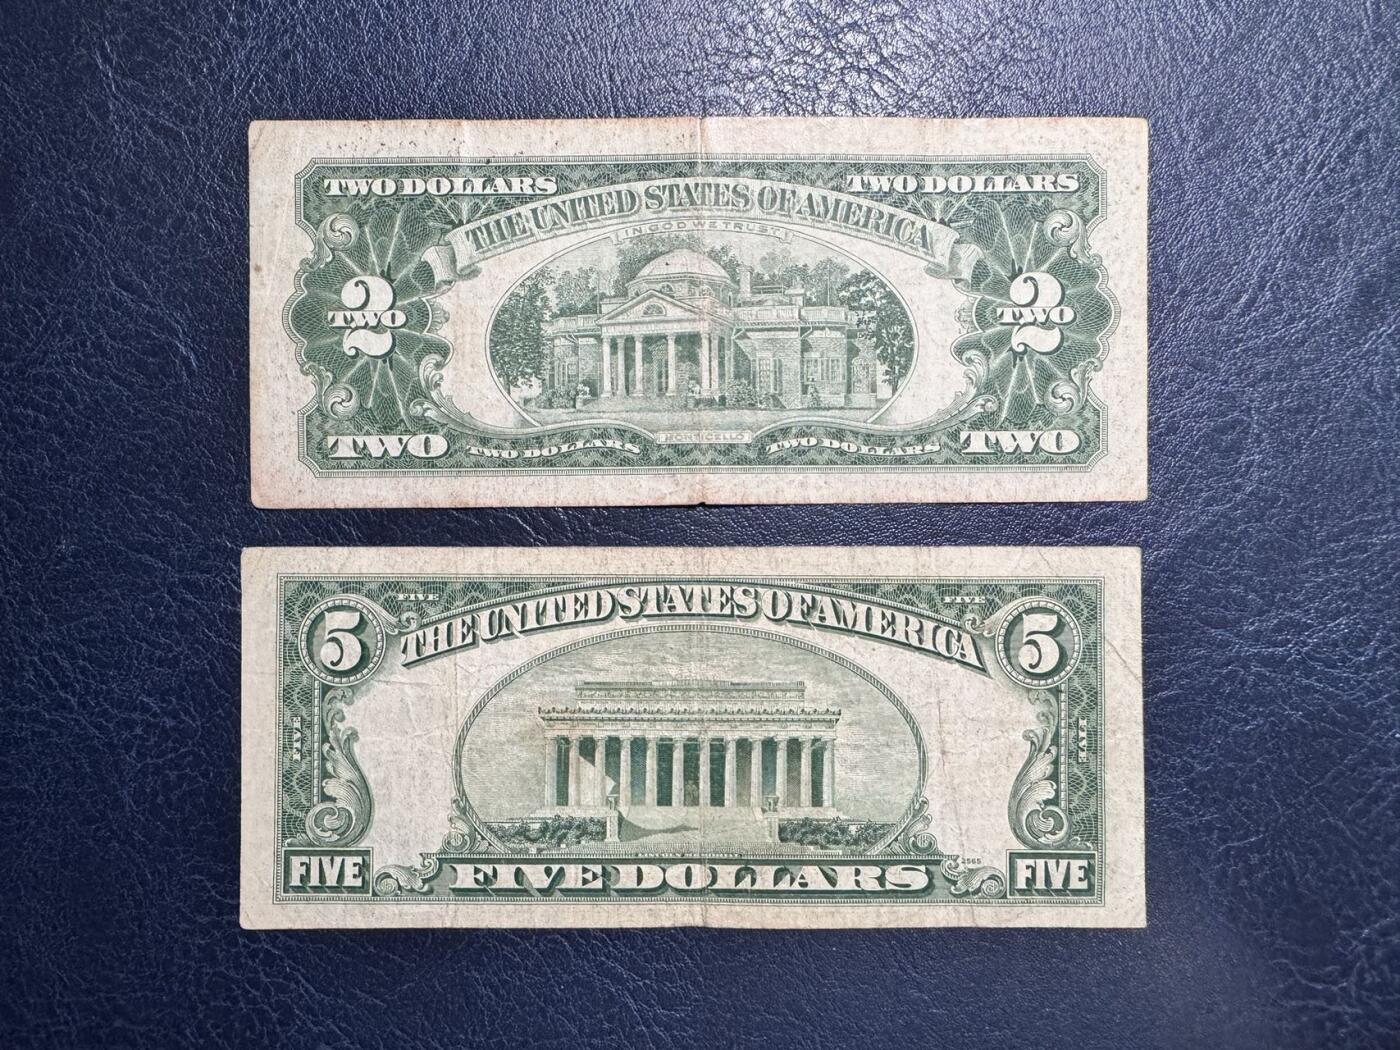 TWO DOLLARS TWO DOLLARS
THE UNITED STATES OF AMERICA
IN GOD WE TRUST
2 2
TWO TWO
MONTICELLO
TWO TWO DOLLARS TWO DOLLARS TWO
FIVE FIVE
5 THE UNITED STATES OF AMERICA 5
FIVE FIVE
2565
FIVE FIVE DOLLARS FIVE